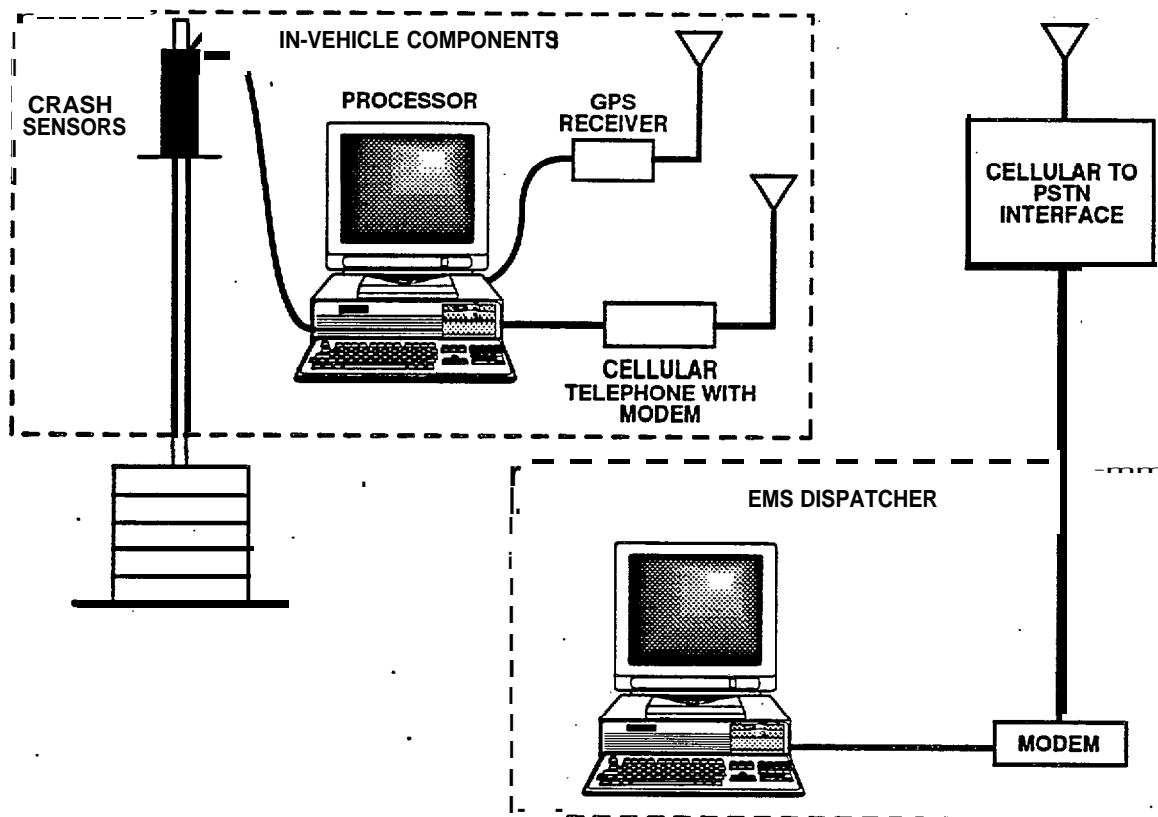 IN-VEHICLE COMPONENTS
CRASH
SENSORS
PROCESSOR
GPS
RECEIVER
CELLULAR
TELEPHONE WITH
MODEM
CELLULAR TO
PSTN
INTERFACE
EMS DISPATCHER
MODEM